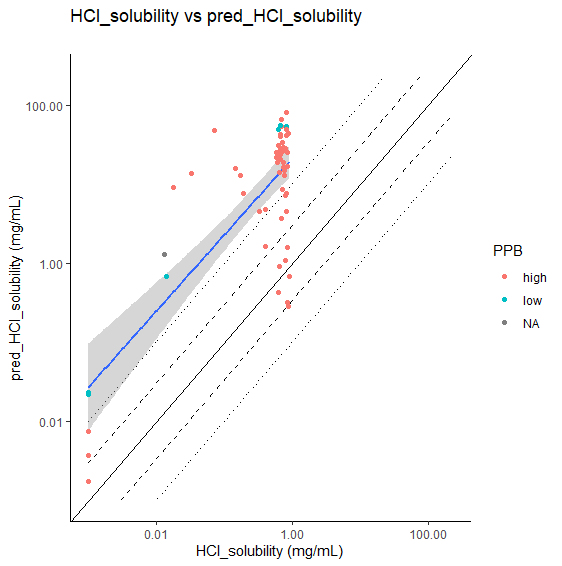 HCl_solubility vs pred_HCl_solubility
pred_HCl_solubility (mg/mL)
100.00
1.00
0.01
0.01
1.00
100.00
HCl_solubility (mg/mL)
PPB
high
low
NA